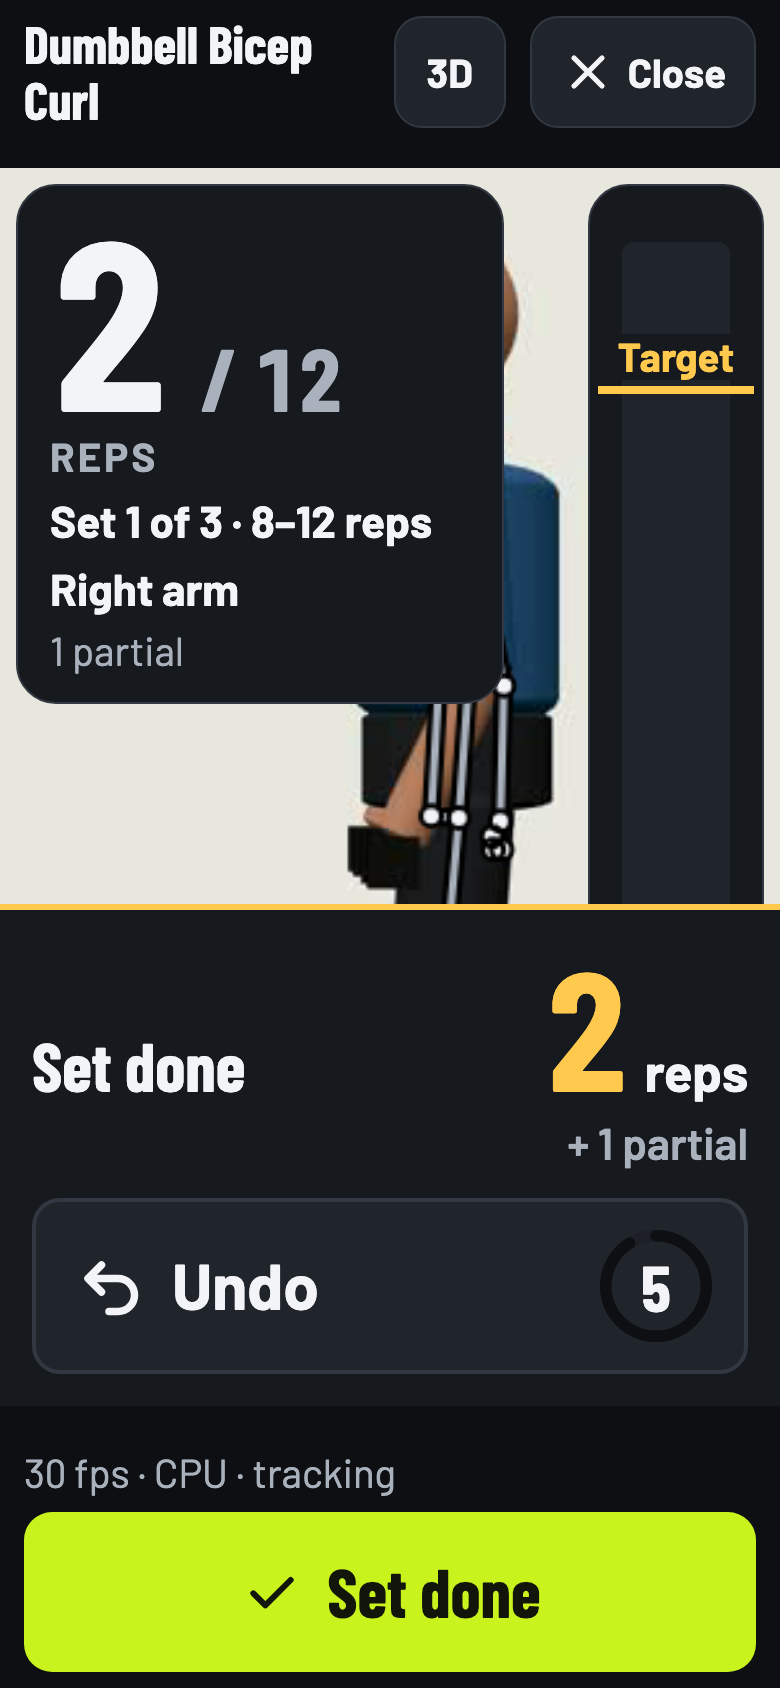 Dumbbell Bicep
Curl
3D
Close
2 / 12
REPS
Set 1 of 3 · 8–12 reps
Right arm
1 partial
Target
Set done
2 reps
+ 1 partial
Undo
5
30 fps · CPU · tracking
Set done